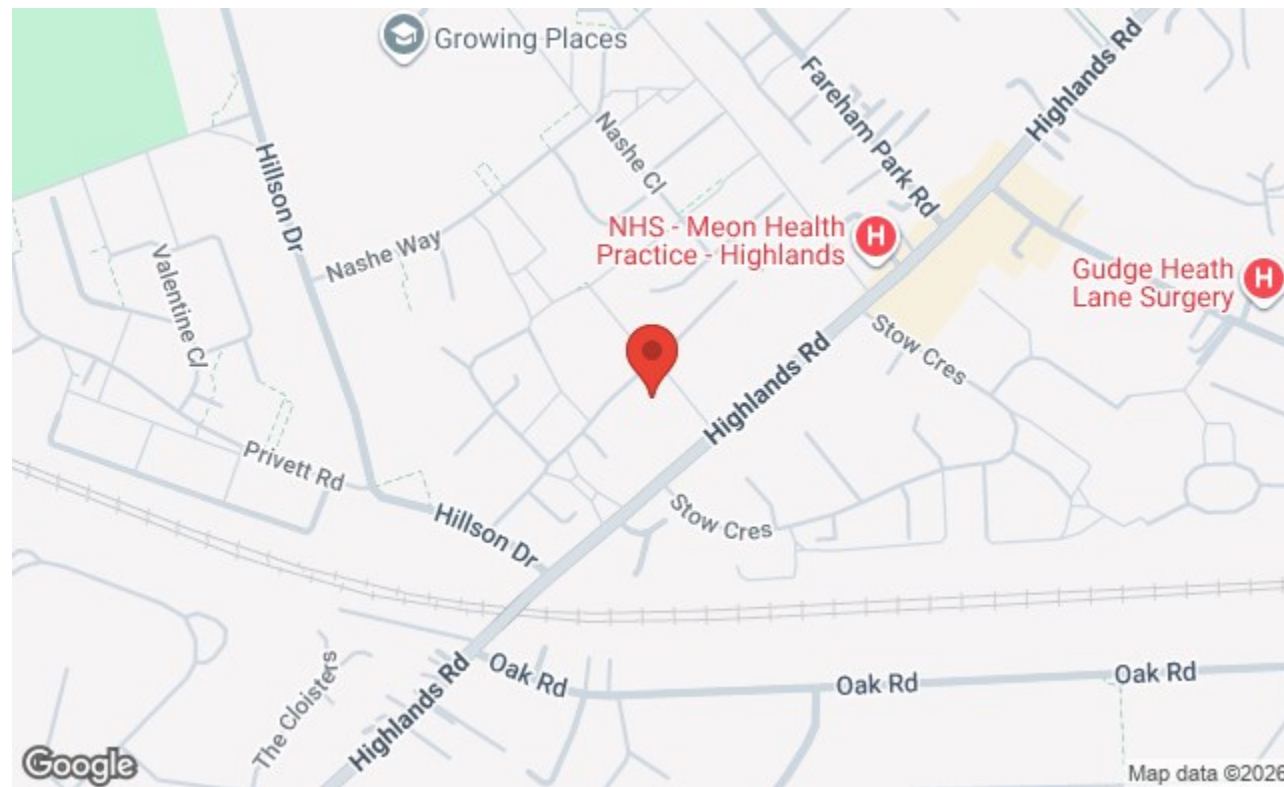 Growing Places
Highlands Rd
Fareham Park Rd
Nashe Cl
Hillson Dr
Nashe Way
NHS - Meon Health
Practice - Highlands
Gudge Heath
Lane Surgery
Valentine Cl
Stow Cres
Highlands Rd
Privett Rd
Stow Cres
Hillson Dr
The Cloisters
Highlands Rd
Oak Rd
Oak Rd
Oak Rd
Google
Map data ©2026